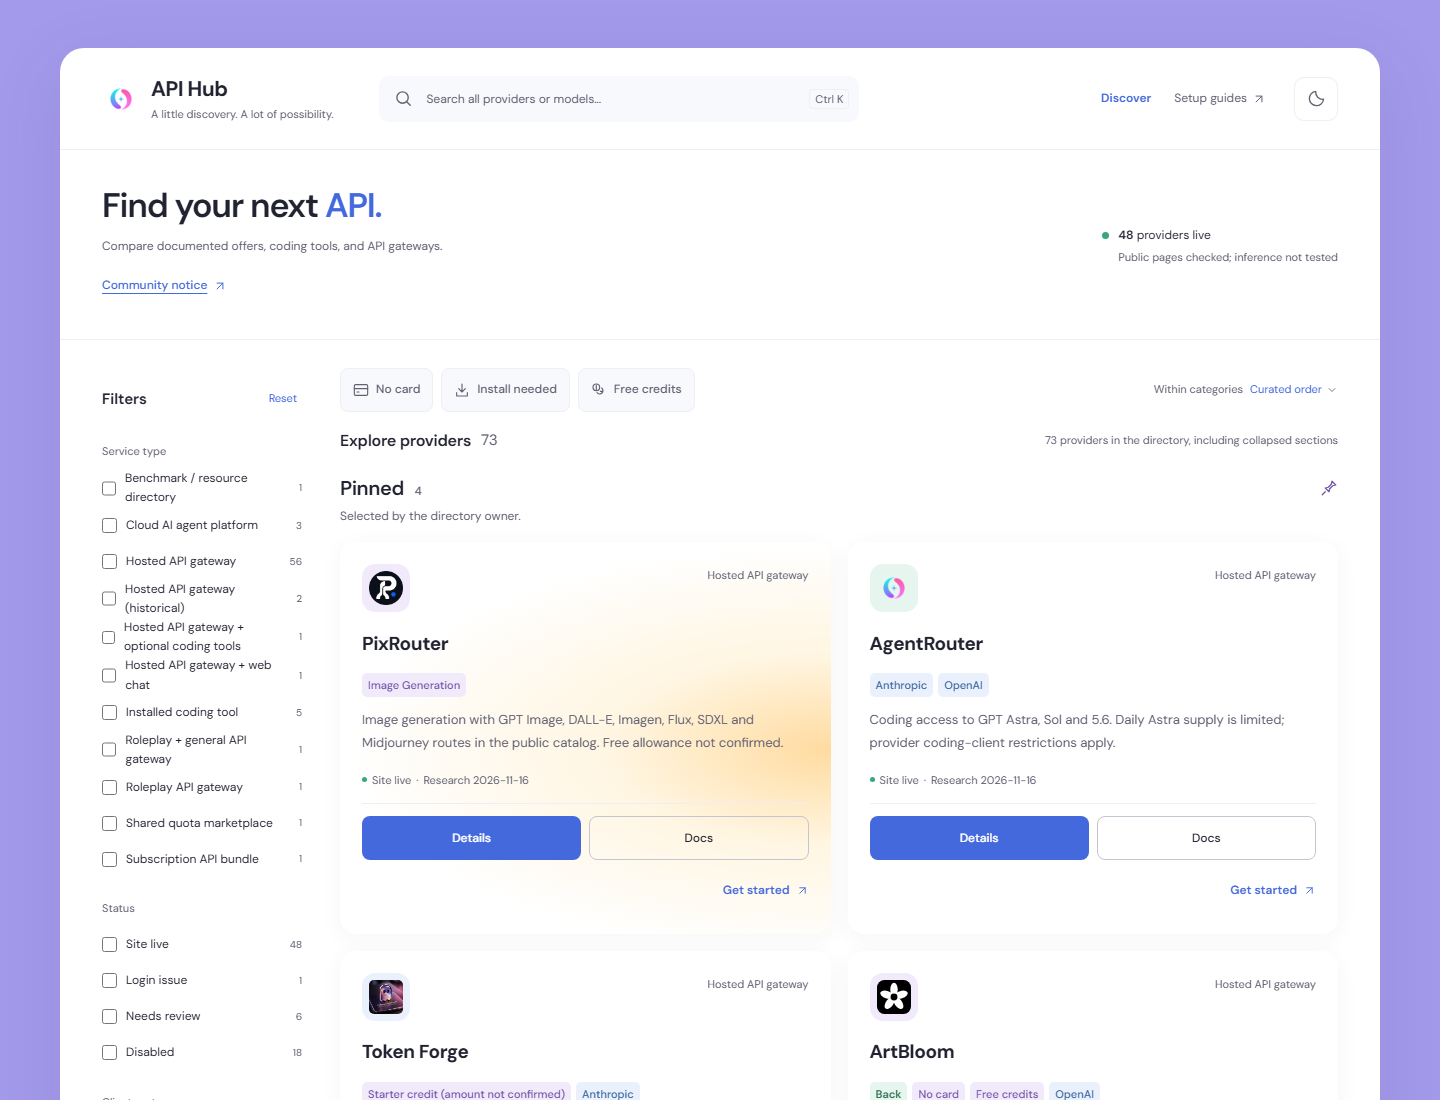 API Hub
A little discovery. A lot of possibility.
Search all providers or models...
Ctrl K
Discover
Setup guides
Find your next API.
Compare documented offers, coding tools, and API gateways.
Community notice
48 providers live
Public pages checked; inference not tested
Filters
Reset
Service type
Benchmark / resource
directory
1
Cloud AI agent platform
3
Hosted API gateway
56
Hosted API gateway
(historical)
2
Hosted API gateway +
optional coding tools
1
Hosted API gateway + web
chat
1
Installed coding tool
5
Roleplay + general API
gateway
1
Roleplay API gateway
1
Shared quota marketplace
1
Subscription API bundle
1
Status
Site live
48
Login issue
1
Needs review
6
Disabled
18
No card
Install needed
Free credits
Within categories Curated order
Explore providers 73
73 providers in the directory, including collapsed sections
Pinned 4
Selected by the directory owner.
Hosted API gateway
PixRouter
Image Generation
Image generation with GPT Image, DALL-E, Imagen, Flux, SDXL and
Midjourney routes in the public catalog. Free allowance not confirmed.
Site live · Research 2026-11-16
Details
Docs
Get started
Hosted API gateway
AgentRouter
Anthropic
OpenAI
Coding access to GPT Astra, Sol and 5.6. Daily Astra supply is limited;
provider coding-client restrictions apply.
Site live · Research 2026-11-16
Details
Docs
Get started
Hosted API gateway
Token Forge
Starter credit (amount not confirmed)
Anthropic
Hosted API gateway
ArtBloom
Back
No card
Free credits
OpenAI